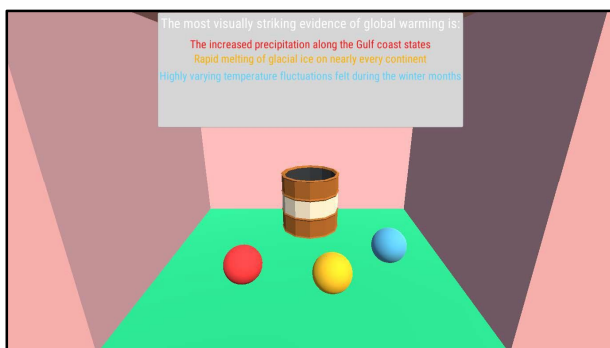 The most visually striking evidence of global warming is:
The increased precipitation along the Gulf coast states
Rapid melting of glacial ice on nearly every continent
Highly varying temperature fluctuations felt during the winter months